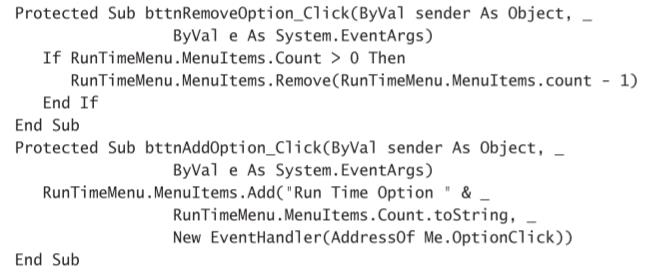 Protected Sub bttnRemoveOption_Click(ByVal sender As Object, _
ByVal e As System.EventArgs)
If RunTimeMenu.MenuItems.Count > 0 Then
RunTimeMenu.MenuItems.Remove(RunTimeMenu.MenuItems.count - 1)
End If
End Sub
Protected Sub bttnAddOption_Click(ByVal sender As Object, _
ByVal e As System.EventArgs)
RunTimeMenu.MenuItems.Add("Run Time Option " & _
RunTimeMenu.MenuItems.Count.toString, _
New EventHandler(AddressOf Me.OptionClick))
End Sub